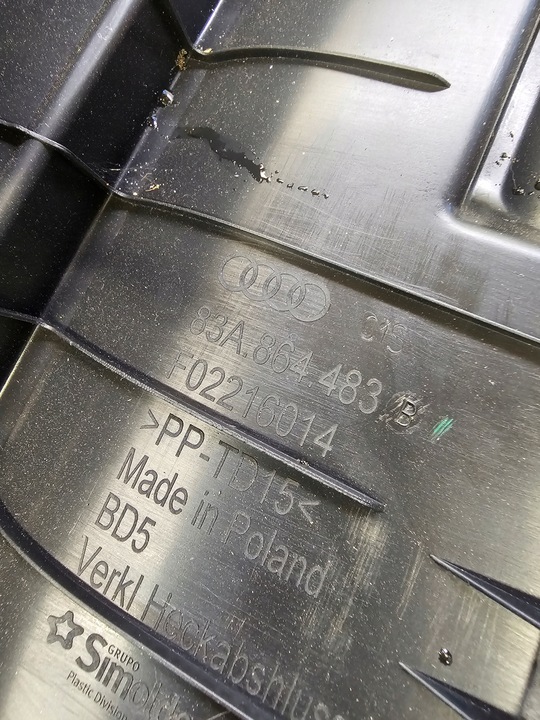 83A.864.483 B
F02216014
>PP-TD15<
Made in Poland
BD5
Verkl Heckabshluss
GRUPO
Simoldes
Plastic Division